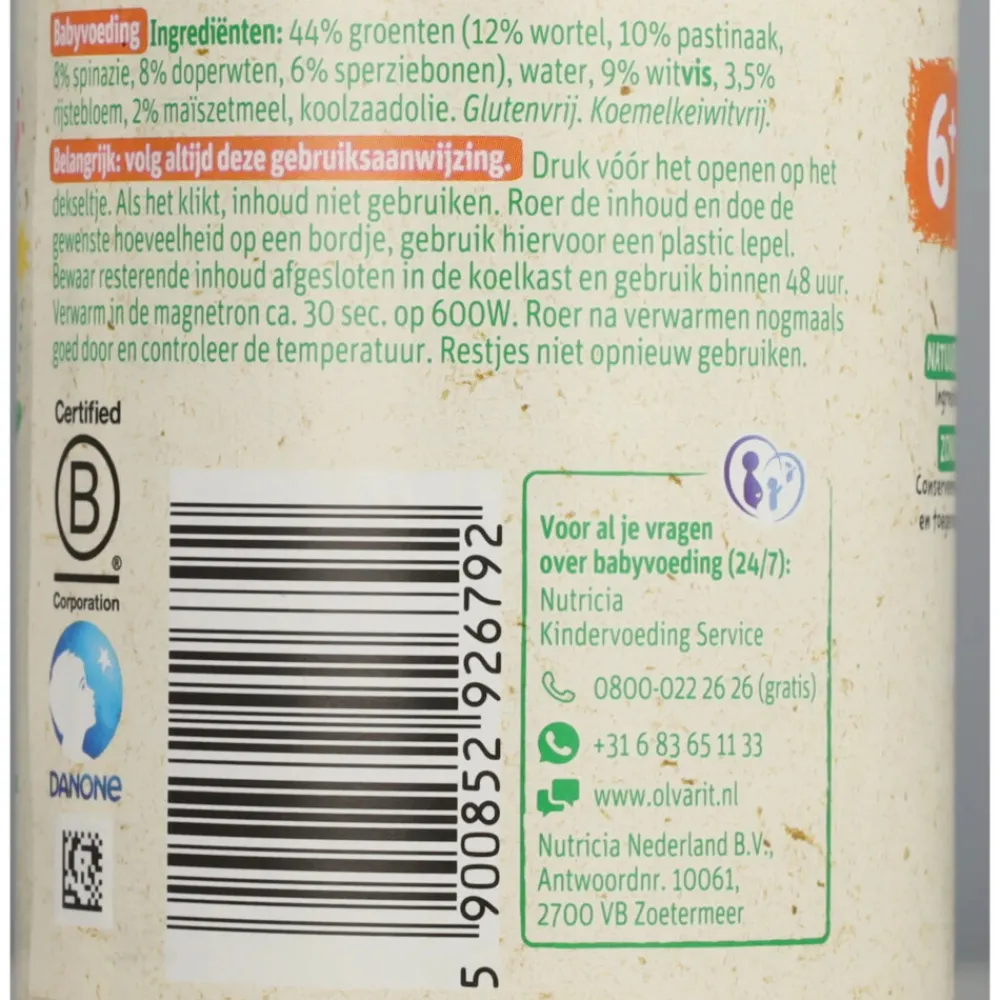 Babyvoeding Ingrediënten: 44% groenten (12% wortel, 10% pastinaak,
8% spinazie, 8% doperwten, 6% sperziebonen), water, 9% witvis, 3,5%
rijstebloem, 2% maïszetmeel, koolzaadolie. Glutenvrij. Koemelkeiwitvrij.
Belangrijk: volg altijd deze gebruiksaanwijzing. Druk vóór het openen op het
dekseltje. Als het klikt, inhoud niet gebruiken. Roer de inhoud en doe de
gewenste hoeveelheid op een bordje, gebruik hiervoor een plastic lepel.
Bewaar resterende inhoud afgesloten in de koelkast en gebruik binnen 48 uur.
Verwarm in de magnetron ca. 30 sec. op 600W. Roer na verwarmen nogmaals
goed door en controleer de temperatuur. Restjes niet opnieuw gebruiken.
6+
Certified
B
®
Corporation
DANONE
5 900852 926792
Voor al je vragen
over babyvoeding (24/7):
Nutricia
Kindervoeding Service
0800-022 26 26 (gratis)
+31 6 83 65 11 33
www.olvarit.nl
Nutricia Nederland B.V.,
Antwoordnr. 10061,
2700 VB Zoetermeer
en